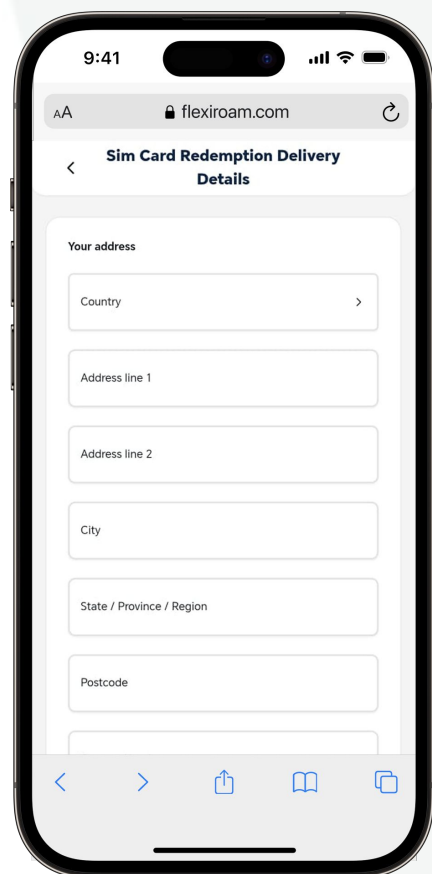 9:41
AA flexiroam.com
Sim Card Redemption Delivery
Details
Your address
Country
Address line 1
Address line 2
City
State / Province / Region
Postcode